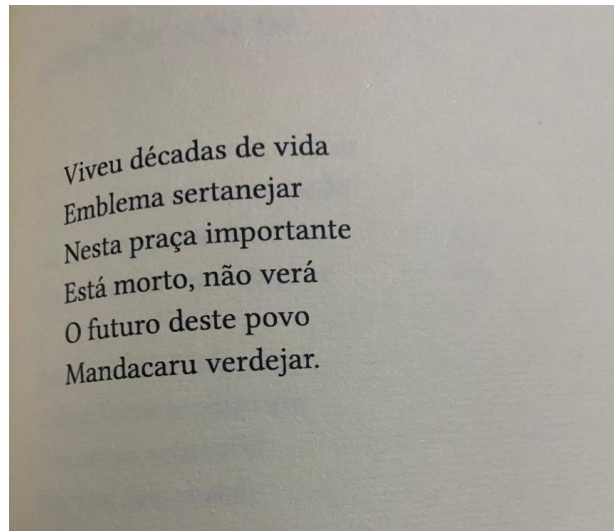 Viveu décadas de vida
Emblema sertanejar
Nesta praça importante
Está morto, não verá
O futuro deste povo
Mandacaru verdejar.